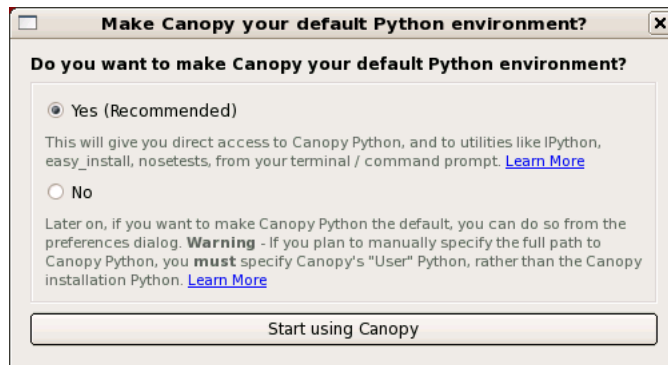 Make Canopy your default Python environment?
Do you want to make Canopy your default Python environment?
Yes (Recommended)
This will give you direct access to Canopy Python, and to utilities like IPython,
easy_install, nosetests, from your terminal / command prompt. Learn More
No
Later on, if you want to make Canopy Python the default, you can do so from the
preferences dialog. Warning - If you plan to manually specify the full path to
Canopy Python, you must specify Canopy's "User" Python, rather than the Canopy
installation Python. Learn More
Start using Canopy